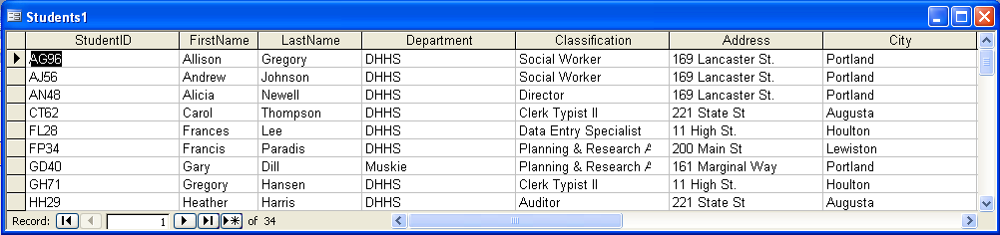 Students1
StudentID FirstName LastName Department Classification Address City
AG96 Allison Gregory DHHS Social Worker 169 Lancaster St. Portland
AJ56 Andrew Johnson DHHS Social Worker 169 Lancaster St. Portland
AN48 Alicia Newell DHHS Director 169 Lancaster St. Portland
CT62 Carol Thompson DHHS Clerk Typist II 221 State St Augusta
FL28 Frances Lee DHHS Data Entry Specialist 11 High St. Houlton
FP34 Francis Paradis DHHS Planning & Research A 200 Main St Lewiston
GD40 Gary Dill Muskie Planning & Research A 161 Marginal Way Portland
GH71 Gregory Hansen DHHS Clerk Typist II 11 High St. Houlton
HH29 Heather Harris DHHS Auditor 221 State St Augusta
Record: 1 of 34